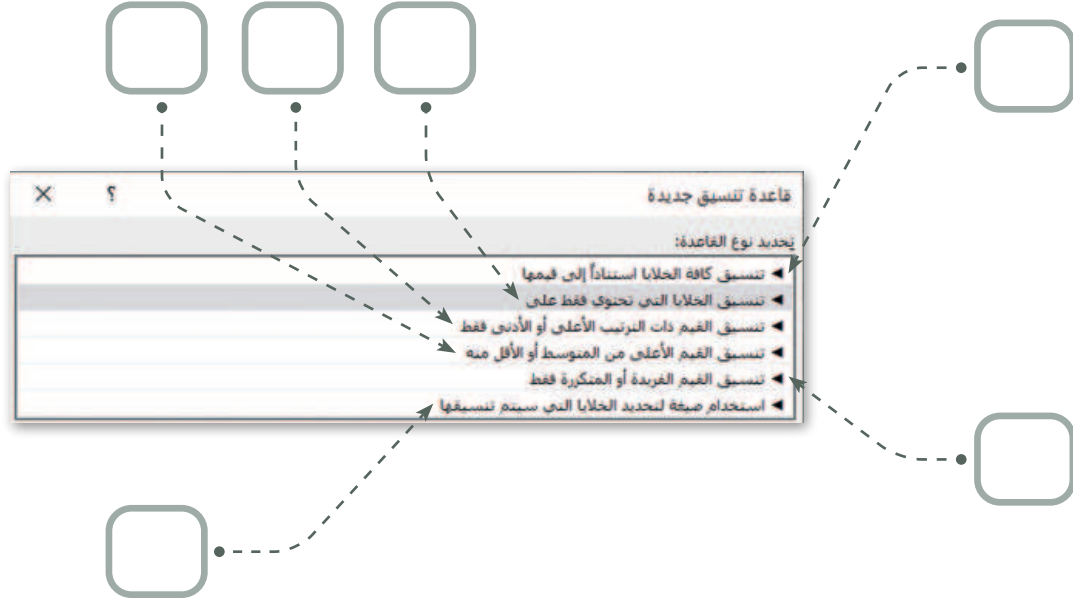 قاعدة تنسيق جديدة ؟ ×
تحديد نوع القاعدة:
◄ تنسيق كافة الخلايا استناداً إلى قيمها
◄ تنسيق الخلايا التي تحتوي فقط على
◄ تنسيق القيم ذات الترتيب الأعلى أو الأدنى فقط
◄ تنسيق القيم الأعلى من المتوسط أو الأقل منه
◄ تنسيق القيم الفريدة أو المتكررة فقط
◄ استخدام صيغة لتحديد الخلايا التي سيتم تنسيقها